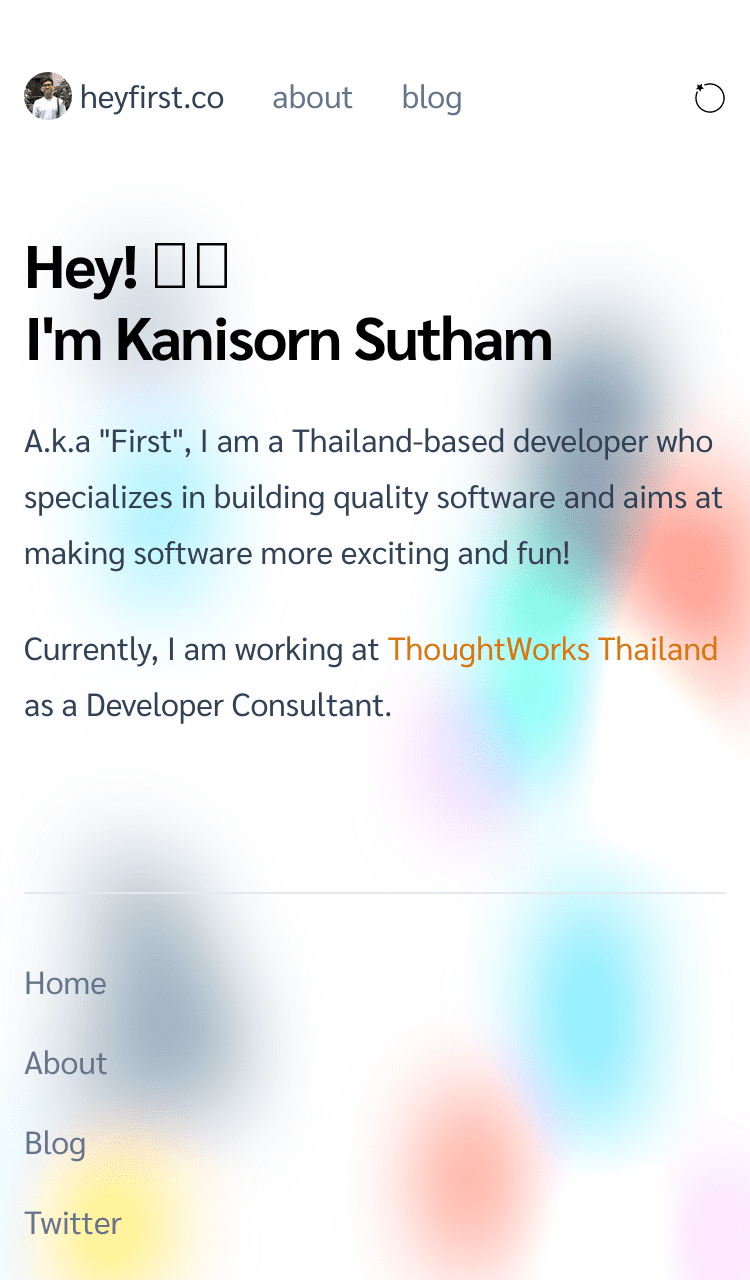 heyfirst.co about blog
Hey!
I'm Kanisorn Sutham
A.k.a "First", I am a Thailand-based developer who
specializes in building quality software and aims at
making software more exciting and fun!
Currently, I am working at ThoughtWorks Thailand
as a Developer Consultant.
Home
About
Blog
Twitter